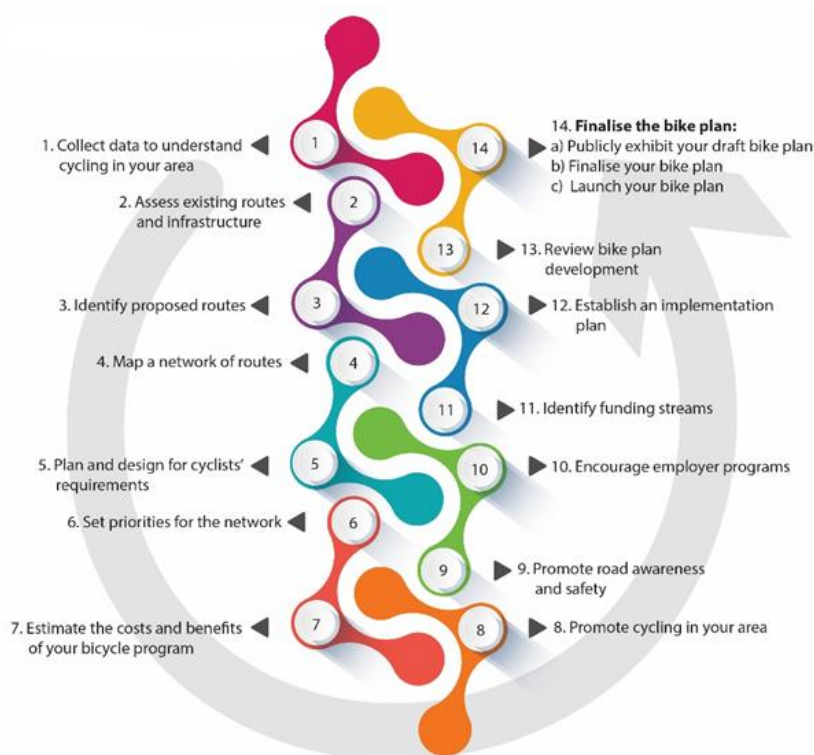 1. Collect data to understand
cycling in your area
2. Assess existing routes
and infrastructure
3. Identify proposed routes
4. Map a network of routes
5. Plan and design for cyclists’
requirements
6. Set priorities for the network
7. Estimate the costs and benefits
of your bicycle program
8. Promote cycling in your area
9. Promote road awareness
and safety
10. Encourage employer programs
11. Identify funding streams
12. Establish an implementation
plan
13. Review bike plan
development
14. Finalise the bike plan:
a) Publicly exhibit your draft bike plan
b) Finalise your bike plan
c) Launch your bike plan
1
2
3
4
5
6
7
8
9
10
11
12
13
14